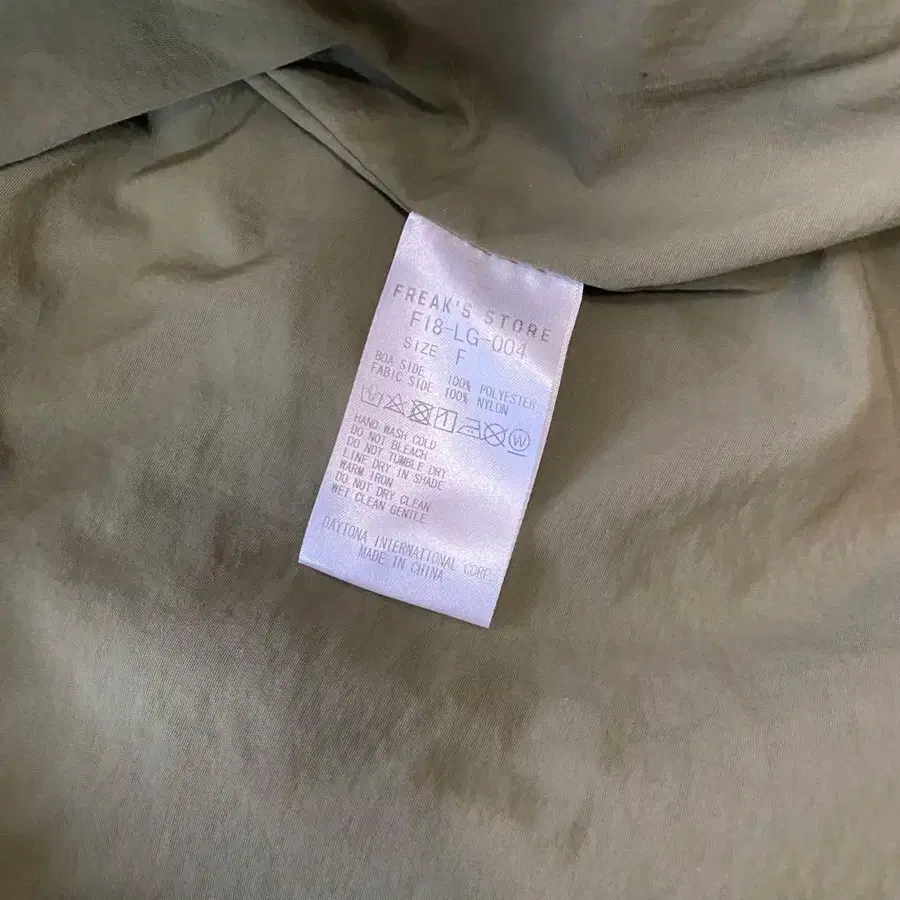 FREAK'S STORE
F18-LG-004
SIZE F
BOA SIDE 100% POLYESTER
FABIC SIDE 100% NYLON
W
HAND WASH COLD
DO NOT BLEACH
DO NOT TUMBLE DRY
LINE DRY IN SHADE
WARM IRON
DO NOT DRY CLEAN
WET CLEAN GENTLE
DAYTONA INTERNATIONAL CORP.
MADE IN CHINA